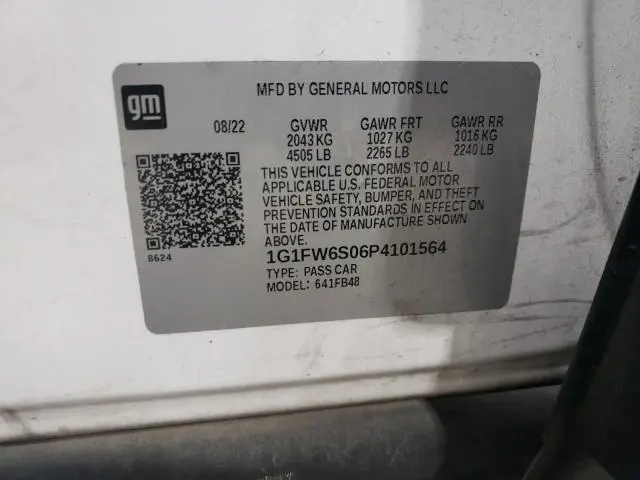 gm
MFD BY GENERAL MOTORS LLC
08/22 GVWR GAWR FRT GAWR RR
2043 KG 1027 KG 1016 KG
4505 LB 2265 LB 2240 LB
THIS VEHICLE CONFORMS TO ALL
APPLICABLE U.S. FEDERAL MOTOR
VEHICLE SAFETY, BUMPER, AND THEFT
PREVENTION STANDARDS IN EFFECT ON
THE DATE OF MANUFACTURE SHOWN
ABOVE.
8624
1G1FW6S06P4101564
TYPE: PASS CAR
MODEL: 641FB48